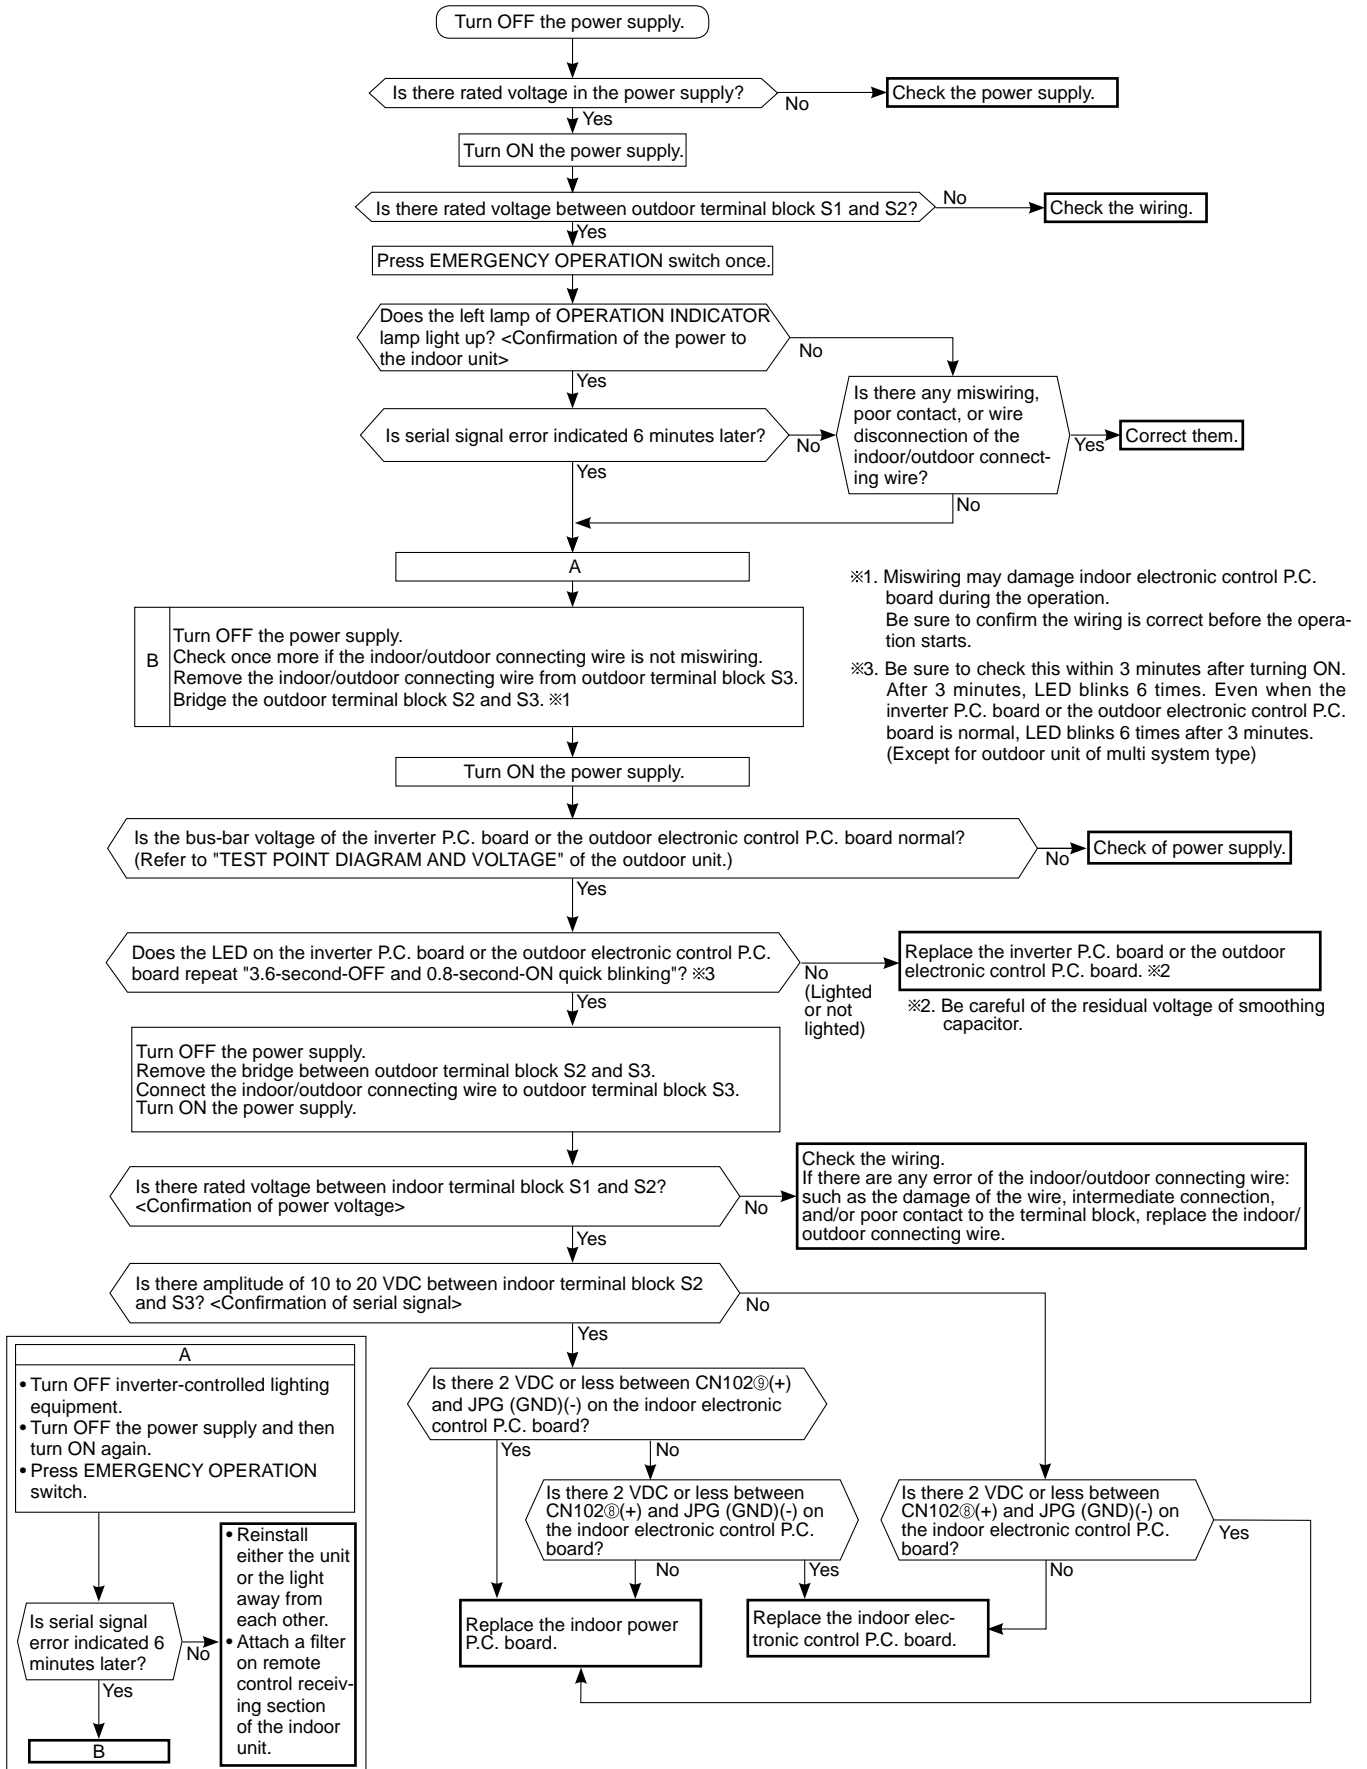 Turn OFF the power supply.
Is there rated voltage in the power supply?
No
Check the power supply.
Yes
Turn ON the power supply.
Is there rated voltage between outdoor terminal block S1 and S2?
No
Check the wiring.
Yes
Press EMERGENCY OPERATION switch once.
Does the left lamp of OPERATION INDICATOR
lamp light up? <Confirmation of the power to
the indoor unit>
No
Yes
Is serial signal error indicated 6 minutes later?
No
Is there any miswiring,
poor contact, or wire
disconnection of the
indoor/outdoor connect-
ing wire?
Yes
Correct them.
Yes
No
A
B
Turn OFF the power supply.
Check once more if the indoor/outdoor connecting wire is not miswiring.
Remove the indoor/outdoor connecting wire from outdoor terminal block S3.
Bridge the outdoor terminal block S2 and S3. ※1
※1. Miswiring may damage indoor electronic control P.C.
board during the operation.
Be sure to confirm the wiring is correct before the opera-
tion starts.
※3. Be sure to check this within 3 minutes after turning ON.
After 3 minutes, LED blinks 6 times. Even when the
inverter P.C. board or the outdoor electronic control P.C.
board is normal, LED blinks 6 times after 3 minutes.
(Except for outdoor unit of multi system type)
Turn ON the power supply.
Is the bus-bar voltage of the inverter P.C. board or the outdoor electronic control P.C. board normal?
(Refer to "TEST POINT DIAGRAM AND VOLTAGE" of the outdoor unit.)
No
Check of power supply.
Yes
Does the LED on the inverter P.C. board or the outdoor electronic control P.C.
board repeat "3.6-second-OFF and 0.8-second-ON quick blinking"? ※3
No
(Lighted
or not
lighted)
Replace the inverter P.C. board or the outdoor
electronic control P.C. board. ※2
※2. Be careful of the residual voltage of smoothing
capacitor.
Yes
Turn OFF the power supply.
Remove the bridge between outdoor terminal block S2 and S3.
Connect the indoor/outdoor connecting wire to outdoor terminal block S3.
Turn ON the power supply.
Is there rated voltage between indoor terminal block S1 and S2?
<Confirmation of power voltage>
No
Check the wiring.
If there are any error of the indoor/outdoor connecting wire:
such as the damage of the wire, intermediate connection,
and/or poor contact to the terminal block, replace the indoor/
outdoor connecting wire.
Yes
Is there amplitude of 10 to 20 VDC between indoor terminal block S2
and S3? <Confirmation of serial signal>
No
Yes
Is there 2 VDC or less between CN102⑨(+)
and JPG (GND)(-) on the indoor electronic
control P.C. board?
Yes
No
Is there 2 VDC or less between
CN102⑧(+) and JPG (GND)(-) on
the indoor electronic control P.C.
board?
No
Yes
Is there 2 VDC or less between
CN102⑧(+) and JPG (GND)(-) on
the indoor electronic control P.C.
board?
Yes
No
Replace the indoor power
P.C. board.
Replace the indoor elec-
tronic control P.C. board.
A
• Turn OFF inverter-controlled lighting
equipment.
• Turn OFF the power supply and then
turn ON again.
• Press EMERGENCY OPERATION
switch.
Is serial signal
error indicated 6
minutes later?
No
• Reinstall
either the unit
or the light
away from
each other.
• Attach a filter
on remote
control receiv-
ing section
of the indoor
unit.
Yes
B